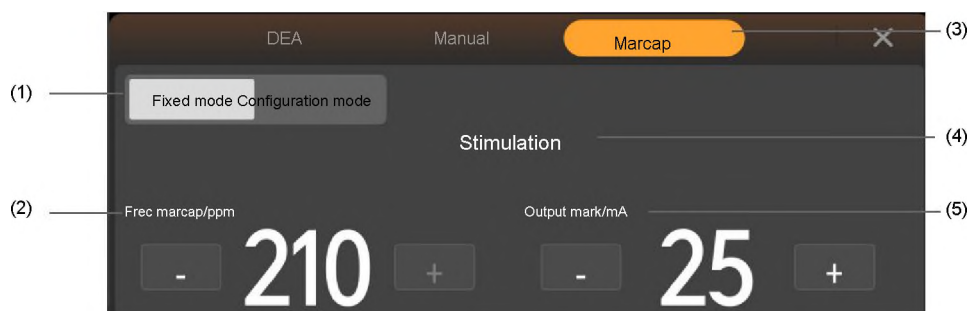 DEA Manual Marcap ✕ (3)
(1) Fixed mode Configuration mode
Stimulation (4)
(2) Frec marcap/ppm Output mark/mA (5)
- 210 + - 25 +